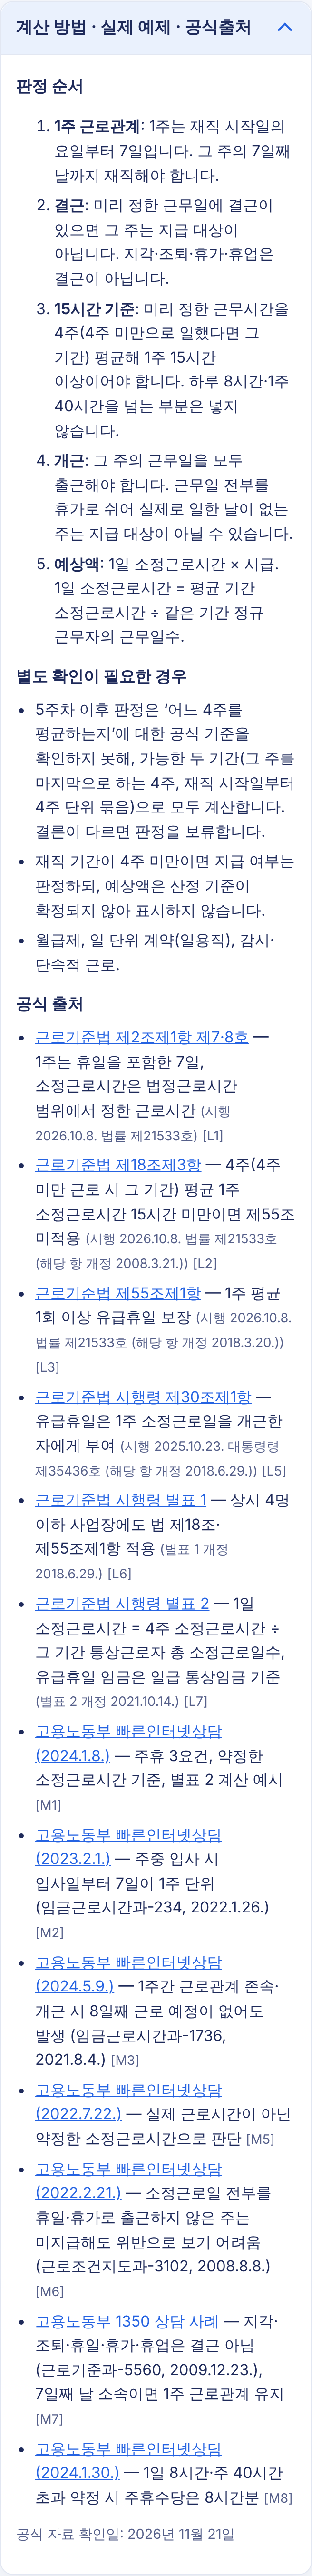 계산 방법 · 실제 예제 · 공식출처
판정 순서
1. 1주 근로관계: 1주는 재직 시작일의
요일부터 7일입니다. 그 주의 7일째
날까지 재직해야 합니다.
2. 결근: 미리 정한 근무일에 결근이
있으면 그 주는 지급 대상이
아닙니다. 지각·조퇴·휴가·휴업은
결근이 아닙니다.
3. 15시간 기준: 미리 정한 근무시간을
4주(4주 미만으로 일했다면 그
기간) 평균해 1주 15시간
이상이어야 합니다. 하루 8시간·1주
40시간을 넘는 부분은 넣지
않습니다.
4. 개근: 그 주의 근무일을 모두
출근해야 합니다. 근무일 전부를
휴가로 쉬어 실제로 일한 날이 없는
주는 지급 대상이 아닐 수 있습니다.
5. 예상액: 1일 소정근로시간 × 시급.
1일 소정근로시간 = 평균 기간
소정근로시간 ÷ 같은 기간 정규
근무자의 근무일수.
별도 확인이 필요한 경우
• 5주차 이후 판정은 ‘어느 4주를
평균하는지’에 대한 공식 기준을
확인하지 못해, 가능한 두 기간(그 주를
마지막으로 하는 4주, 재직 시작일부터
4주 단위 묶음)으로 모두 계산합니다.
결론이 다르면 판정을 보류합니다.
• 재직 기간이 4주 미만이면 지급 여부는
판정하되, 예상액은 산정 기준이
확정되지 않아 표시하지 않습니다.
• 월급제, 일 단위 계약(일용직), 감시·
단속적 근로.
공식 출처
• 근로기준법 제2조제1항 제7·8호 —
1주는 휴일을 포함한 7일,
소정근로시간은 법정근로시간
범위에서 정한 근로시간 (시행
2026.10.8. 법률 제21533호) [L1]
• 근로기준법 제18조제3항 — 4주(4주
미만 근로 시 그 기간) 평균 1주
소정근로시간 15시간 미만이면 제55조
미적용 (시행 2026.10.8. 법률 제21533호
(해당 항 개정 2008.3.21.)) [L2]
• 근로기준법 제55조제1항 — 1주 평균
1회 이상 유급휴일 보장 (시행 2026.10.8.
법률 제21533호 (해당 항 개정 2018.3.20.))
[L3]
• 근로기준법 시행령 제30조제1항 —
유급휴일은 1주 소정근로일을 개근한
자에게 부여 (시행 2025.10.23. 대통령령
제35436호 (해당 항 개정 2018.6.29.)) [L5]
• 근로기준법 시행령 별표 1 — 상시 4명
이하 사업장에도 법 제18조·
제55조제1항 적용 (별표 1 개정
2018.6.29.) [L6]
• 근로기준법 시행령 별표 2 — 1일
소정근로시간 = 4주 소정근로시간 ÷
그 기간 통상근로자 총 소정근로일수,
유급휴일 임금은 일급 통상임금 기준
(별표 2 개정 2021.10.14.) [L7]
• 고용노동부 빠른인터넷상담
(2024.1.8.) — 주휴 3요건, 약정한
소정근로시간 기준, 별표 2 계산 예시
[M1]
• 고용노동부 빠른인터넷상담
(2023.2.1.) — 주중 입사 시
입사일부터 7일이 1주 단위
(임금근로시간과-234, 2022.1.26.)
[M2]
• 고용노동부 빠른인터넷상담
(2024.5.9.) — 1주간 근로관계 존속·
개근 시 8일째 근로 예정이 없어도
발생 (임금근로시간과-1736,
2021.8.4.) [M3]
• 고용노동부 빠른인터넷상담
(2022.7.22.) — 실제 근로시간이 아닌
약정한 소정근로시간으로 판단 [M5]
• 고용노동부 빠른인터넷상담
(2022.2.21.) — 소정근로일 전부를
휴일·휴가로 출근하지 않은 주는
미지급해도 위반으로 보기 어려움
(근로조건지도과-3102, 2008.8.8.)
[M6]
• 고용노동부 1350 상담 사례 — 지각·
조퇴·휴일·휴가·휴업은 결근 아님
(근로기준과-5560, 2009.12.23.),
7일째 날 소속이면 1주 근로관계 유지
[M7]
• 고용노동부 빠른인터넷상담
(2024.1.30.) — 1일 8시간·주 40시간
초과 약정 시 주휴수당은 8시간분 [M8]
공식 자료 확인일: 2026년 11월 21일